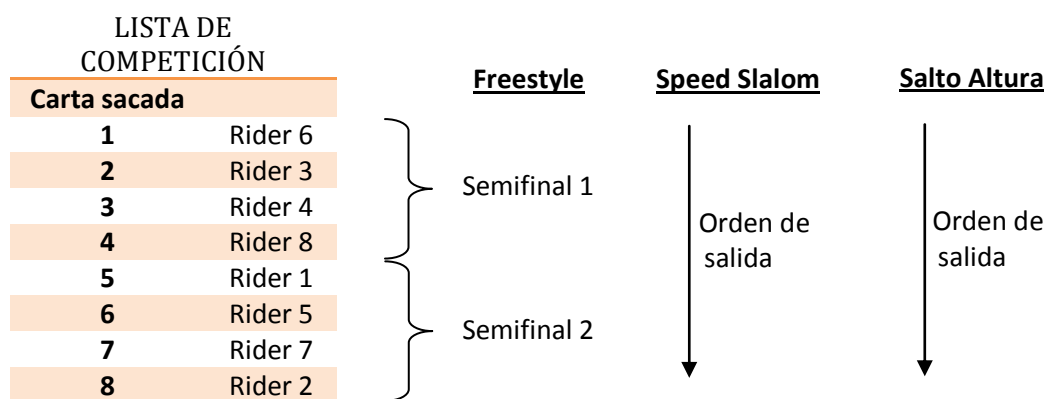 LISTA DE
COMPETICIÓN
Freestyle Speed Slalom Salto Altura
Carta sacada
1 Rider 6
2 Rider 3
3 Rider 4
4 Rider 8
5 Rider 1
6 Rider 5
7 Rider 7
8 Rider 2
Semifinal 1
Semifinal 2
Orden de
salida
Orden de
salida